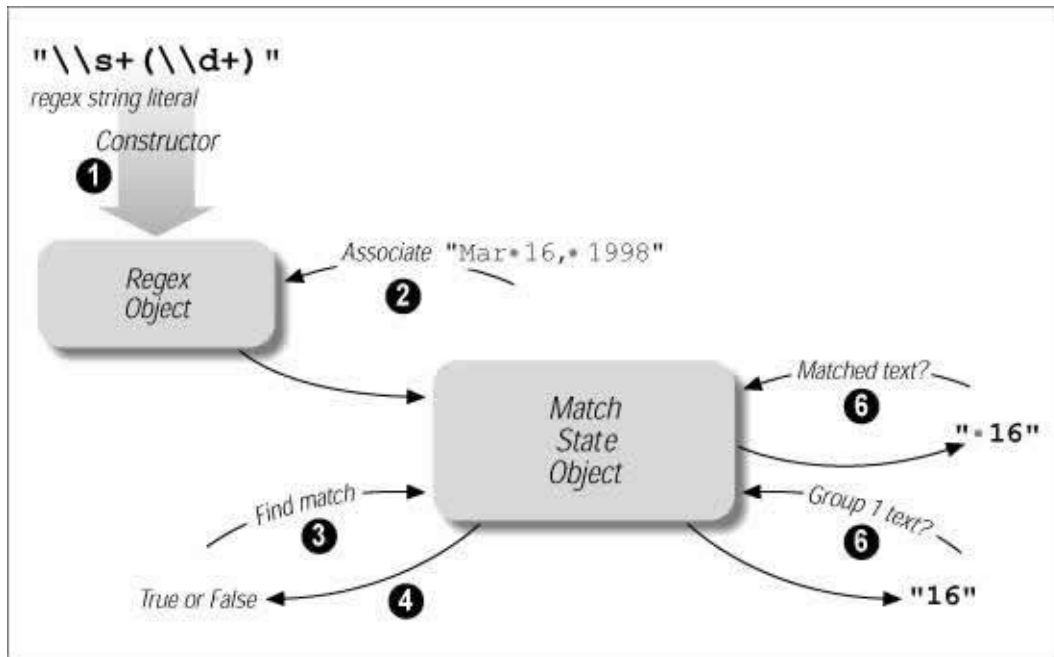 "\\s+(\\d+)"
regex string literal
Constructor
1
Associate "Mar•16,• 1998"
2
Regex
Object
Matched text?
6
"•16"
Match
State
Object
Find match
3
Group 1 text?
6
True or False
4
"16"